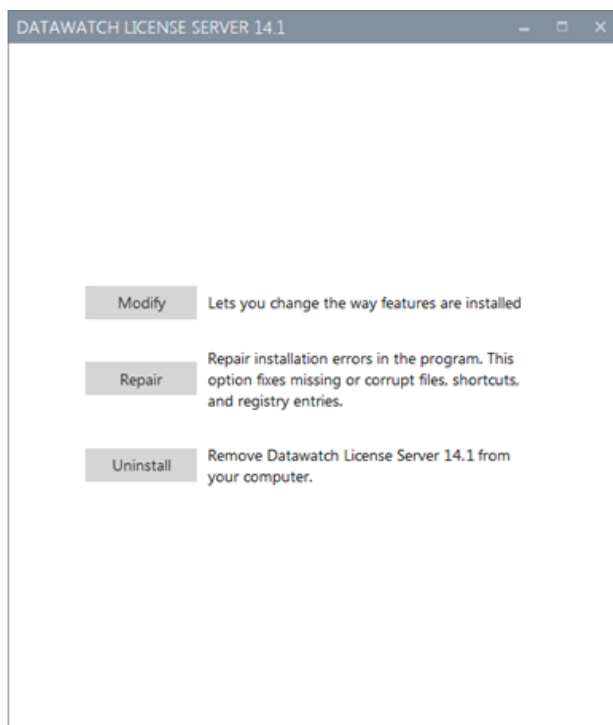 DATAWATCH LICENSE SERVER 14.1
Modify
Lets you change the way features are installed
Repair
Repair installation errors in the program. This
option fixes missing or corrupt files, shortcuts,
and registry entries.
Uninstall
Remove Datawatch License Server 14.1 from
your computer.